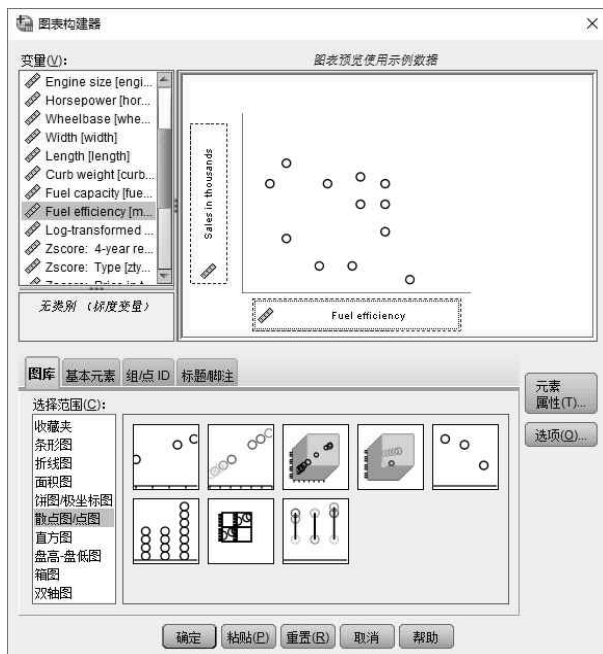 图表构建器
变量(V):
图表预览使用示例数据
Engine size [engi...
Horsepower [hor...
Wheelbase [whe...
Width [width]
Length [length]
Curb weight [curb...
Fuel capacity [fue...
Fuel efficiency [m...
Log-transformed ...
Zscore: 4-year re...
Zscore: Type [zty...
无类别 (标度变量)
Sales in thousands
Fuel efficiency
图库
基本元素
组/点 ID
标题/脚注
选择范围(C):
收藏夹
条形图
折线图
面积图
饼图/极坐标图
散点图/点图
直方图
盘高-盘低图
箱图
双轴图
元素
属性(T)...
选项(O)...
确定
粘贴(P)
重置(R)
取消
帮助